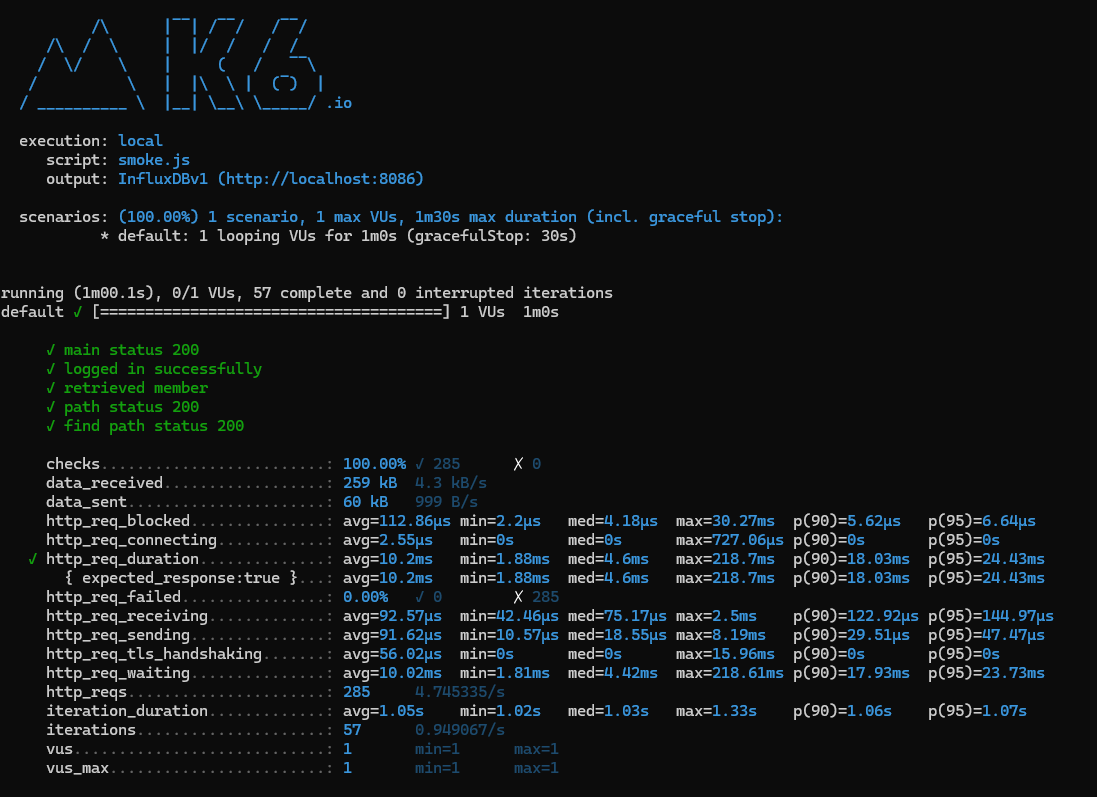 K6 .io
execution: local
script: smoke.js
output: InfluxDBv1 (http://localhost:8086)
scenarios: (100.00%) 1 scenario, 1 max VUs, 1m30s max duration (incl. graceful stop):
* default: 1 looping VUs for 1m0s (gracefulStop: 30s)
running (1m00.1s), 0/1 VUs, 57 complete and 0 interrupted iterations
default ✓ [======================================] 1 VUs  1m0s
✓ main status 200
✓ logged in successfully
✓ retrieved member
✓ path status 200
✓ find path status 200
checks.........................: 100.00% ✓ 285      ✗ 0
data_received..................: 259 kB  4.3 kB/s
data_sent......................: 60 kB   999 B/s
http_req_blocked...............: avg=112.86µs min=2.2µs   med=4.18µs  max=30.27ms  p(90)=5.62µs   p(95)=6.64µs
http_req_connecting............: avg=2.55µs   min=0s      med=0s      max=727.06µs p(90)=0s       p(95)=0s
✓ http_req_duration..............: avg=10.2ms   min=1.88ms  med=4.6ms   max=218.7ms  p(90)=18.03ms  p(95)=24.43ms
{ expected_response:true }...: avg=10.2ms   min=1.88ms  med=4.6ms   max=218.7ms  p(90)=18.03ms  p(95)=24.43ms
http_req_failed................: 0.00%   ✓ 0        ✗ 285
http_req_receiving.............: avg=92.57µs  min=42.46µs med=75.17µs max=2.5ms    p(90)=122.92µs p(95)=144.97µs
http_req_sending...............: avg=91.62µs  min=10.57µs med=18.55µs max=8.19ms   p(90)=29.51µs  p(95)=47.47µs
http_req_tls_handshaking.......: avg=56.02µs  min=0s      med=0s      max=15.96ms  p(90)=0s       p(95)=0s
http_req_waiting...............: avg=10.02ms  min=1.81ms  med=4.42ms  max=218.61ms p(90)=17.93ms  p(95)=23.73ms
http_reqs......................: 285     4.745335/s
iteration_duration.............: avg=1.05s    min=1.02s   med=1.03s   max=1.33s    p(90)=1.06s    p(95)=1.07s
iterations.....................: 57      0.949067/s
vus............................: 1       min=1      max=1
vus_max........................: 1       min=1      max=1